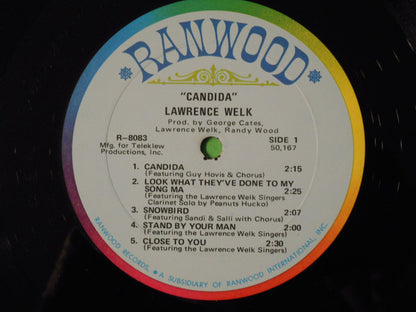 RANWOOD
"CANDIDA"
LAWRENCE WELK
Prod. by George Cates,
Lawrence Welk, Randy Wood
R-8083
SIDE 1
Mfg. for Teleklew
Productions, Inc.
50,167
1. CANDIDA 2:15
(Featuring Guy Hovis & Chorus)
2. LOOK WHAT THEY'VE DONE TO MY
SONG MA 2:25
(Featuring the Lawrence Welk Singers
Clarinet Solo by Peanuts Hucko)
3. SNOWBIRD 2:07
(Featuring Sandi & Salli with Chorus)
4. STAND BY YOUR MAN 2:00
(Featuring the Lawrence Welk Singers)
5. CLOSE TO YOU 2:30
(Featuring the Lawrence Welk Singers)
RANWOOD RECORDS, • A SUBSIDIARY OF RANWOOD INTERNATIONAL, INC.